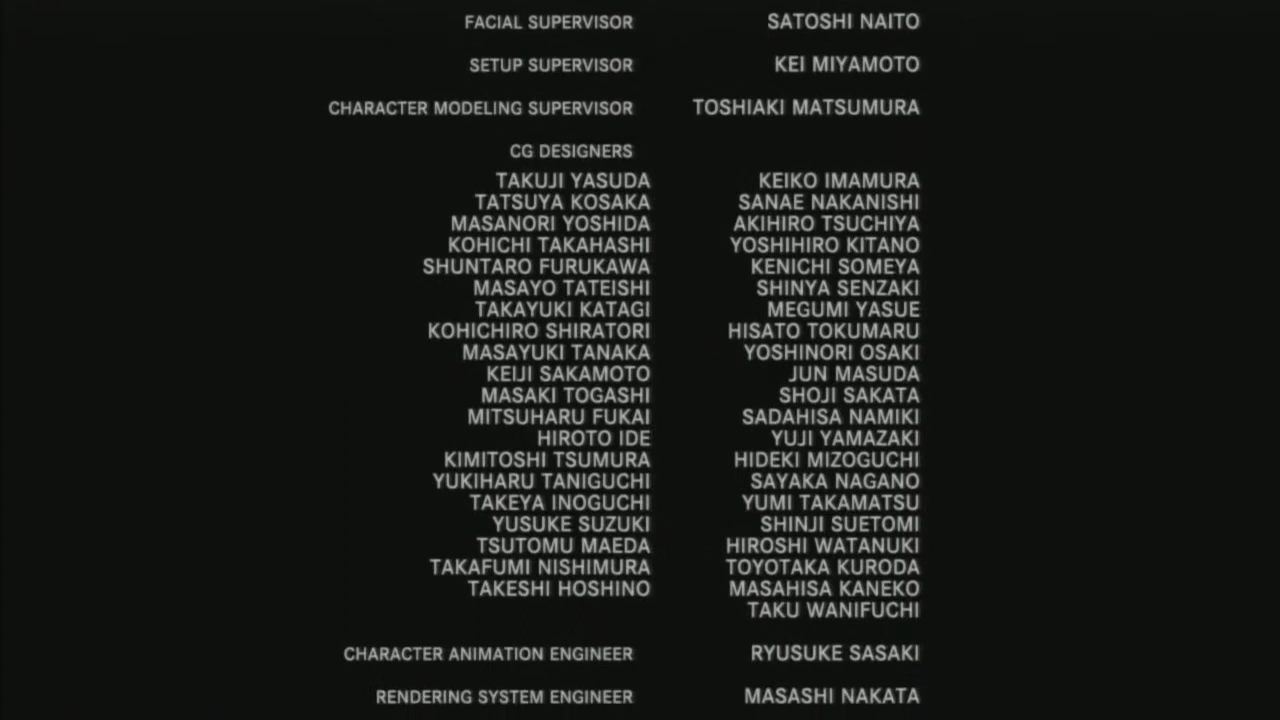 FACIAL SUPERVISOR SATOSHI NAITO
SETUP SUPERVISOR KEI MIYAMOTO
CHARACTER MODELING SUPERVISOR TOSHIAKI MATSUMURA
CG DESIGNERS
TAKUJI YASUDA KEIKO IMAMURA
TATSUYA KOSAKA SANAE NAKANISHI
MASANORI YOSHIDA AKIHIRO TSUCHIYA
KOHICHI TAKAHASHI YOSHIHIRO KITANO
SHUNTARO FURUKAWA KENICHI SOMEYA
MASAYO TATEISHI SHINYA SENZAKI
TAKAYUKI KATAGI MEGUMI YASUE
KOHICHIRO SHIRATORI HISATO TOKUMARU
MASAYUKI TANAKA YOSHINORI OSAKI
KEIJI SAKAMOTO JUN MASUDA
MASAKI TOGASHI SHOJI SAKATA
MITSUHARU FUKAI SADAHISA NAMIKI
HIROTO IDE YUJI YAMAZAKI
KIMITOSHI TSUMURA HIDEKI MIZOGUCHI
YUKIHARU TANIGUCHI SAYAKA NAGANO
TAKEYA INOGUCHI YUMI TAKAMATSU
YUSUKE SUZUKI SHINJI SUETOMI
TSUTOMU MAEDA HIROSHI WATANUKI
TAKAFUMI NISHIMURA TOYOTAKA KURODA
TAKESHI HOSHINO MASAHISA KANEKO
TAKU WANIFUCHI
CHARACTER ANIMATION ENGINEER RYUSUKE SASAKI
RENDERING SYSTEM ENGINEER MASASHI NAKATA